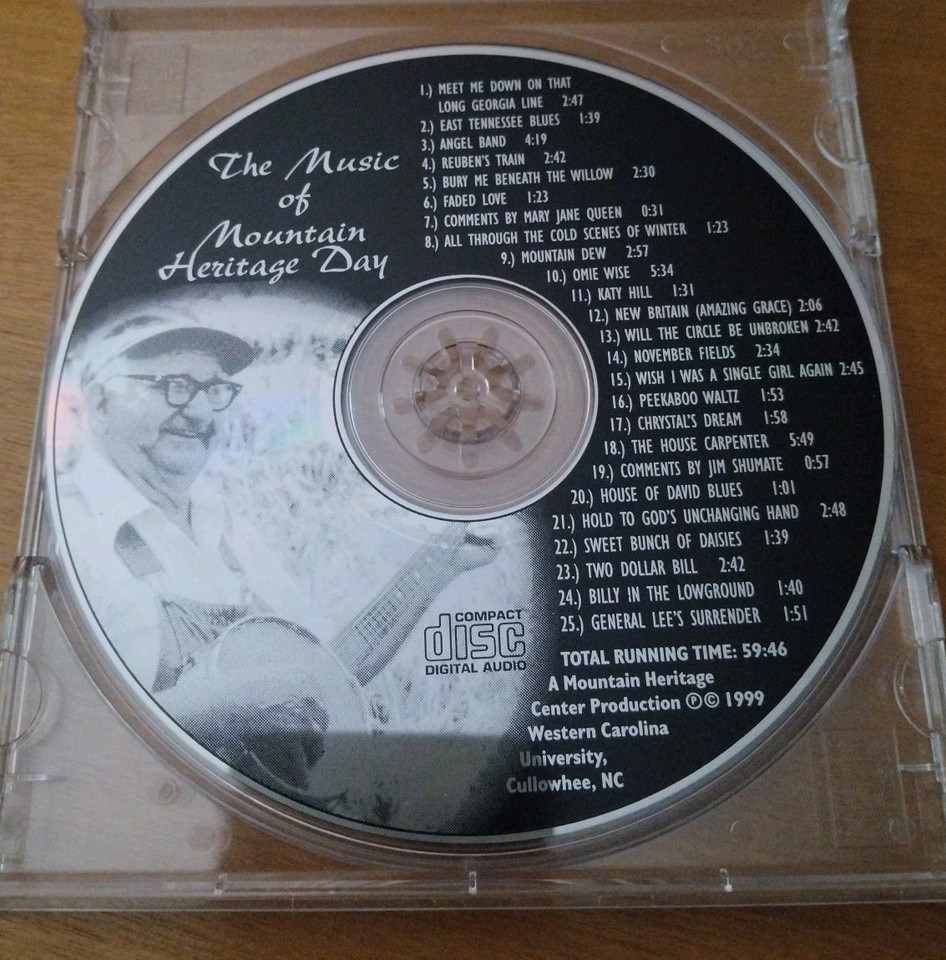 The Music
of
Mountain
Heritage Day
1.) MEET ME DOWN ON THAT
LONG GEORGIA LINE 2:47
2.) EAST TENNESSEE BLUES 1:39
3.) ANGEL BAND 4:19
4.) REUBEN'S TRAIN 2:42
5.) BURY ME BENEATH THE WILLOW 2:30
6.) FADED LOVE 1:23
7.) COMMENTS BY MARY JANE QUEEN 0:31
8.) ALL THROUGH THE COLD SCENES OF WINTER 1:23
9.) MOUNTAIN DEW 2:57
10.) OMIE WISE 5:34
11.) KATY HILL 1:31
12.) NEW BRITAIN (AMAZING GRACE) 2:06
13.) WILL THE CIRCLE BE UNBROKEN 2:42
14.) NOVEMBER FIELDS 2:34
15.) WISH I WAS A SINGLE GIRL AGAIN 2:45
16.) PEEKABOO WALTZ 1:53
17.) CHRYSTAL'S DREAM 1:58
18.) THE HOUSE CARPENTER 5:49
19.) COMMENTS BY JIM SHUMATE 0:57
20.) HOUSE OF DAVID BLUES 1:01
21.) HOLD TO GOD'S UNCHANGING HAND 2:48
22.) SWEET BUNCH OF DAISIES 1:39
23.) TWO DOLLAR BILL 2:42
24.) BILLY IN THE LOWGROUND 1:40
25.) GENERAL LEE'S SURRENDER 1:51
TOTAL RUNNING TIME: 59:46
A Mountain Heritage
Center Production ℗© 1999
Western Carolina
University,
Cullowhee, NC
COMPACT
disc
DIGITAL AUDIO